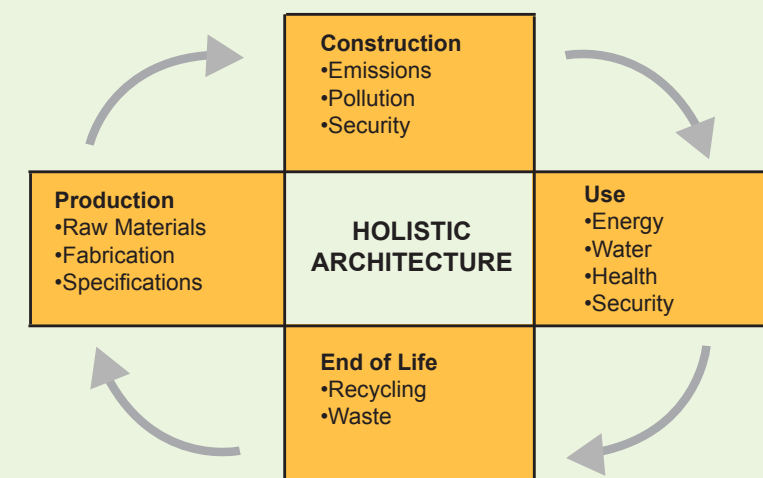 Construction
•Emissions
•Pollution
•Security
Production
•Raw Materials
•Fabrication
•Specifications
HOLISTIC
ARCHITECTURE
Use
•Energy
•Water
•Health
•Security
End of Life
•Recycling
•Waste